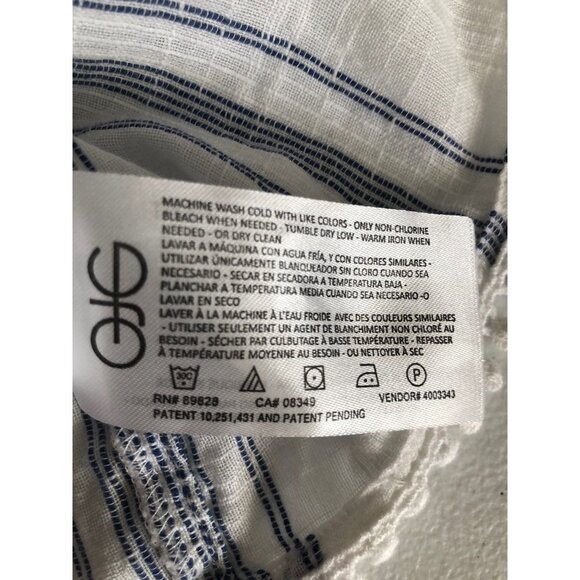 MACHINE WASH COLD WITH LIKE COLORS - ONLY NON-CHLORINE
BLEACH WHEN NEEDED - TUMBLE DRY LOW - WARM IRON WHEN
NEEDED - OR DRY CLEAN
LAVAR A MÁQUINA CON AGUA FRÍA, Y CON COLORES SIMILARES -
UTILIZAR ÚNICAMENTE BLANQUEADOR SIN CLORO CUANDO SEA
NECESARIO - SECAR EN SECADORA A TEMPERATURA BAJA -
PLANCHAR A TEMPERATURA MEDIA CUANDO SEA NECESARIO -O
LAVAR EN SECO
LAVER À LA MACHINE À L'EAU FROIDE AVEC DES COULEURS SIMILAIRES
- UTILISER SEULEMENT UN AGENT DE BLANCHIMENT NON CHLORÉ AU
BESOIN - SÉCHER PAR CULBUTAGE À BASSE TEMPÉRATURE - REPASSER
À TEMPÉRATURE MOYENNE AU BESOIN - OU NETTOYER À SEC
30C P
RN# 89828 CA# 08349 VENDOR# 4003343
PATENT 10,251,431 AND PATENT PENDING